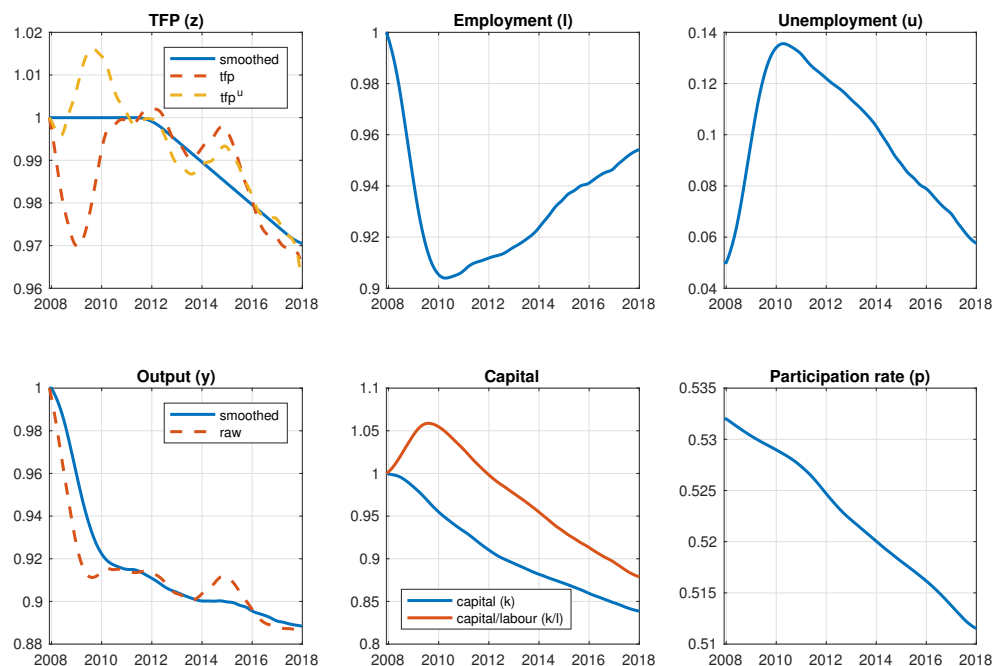 TFP (z)
1.02
1.01
1
0.99
0.98
0.97
0.96
2008 2010 2012 2014 2016 2018
smoothed
tfp
tfp^u
Employment (l)
1
0.98
0.96
0.94
0.92
0.9
2008 2010 2012 2014 2016 2018
Unemployment (u)
0.14
0.12
0.1
0.08
0.06
0.04
2008 2010 2012 2014 2016 2018
Output (y)
1
0.98
0.96
0.94
0.92
0.9
0.88
2008 2010 2012 2014 2016 2018
smoothed
raw
Capital
1.1
1.05
1
0.95
0.9
0.85
0.8
2008 2010 2012 2014 2016 2018
capital (k)
capital/labour (k/l)
Participation rate (p)
0.535
0.53
0.525
0.52
0.515
0.51
2008 2010 2012 2014 2016 2018